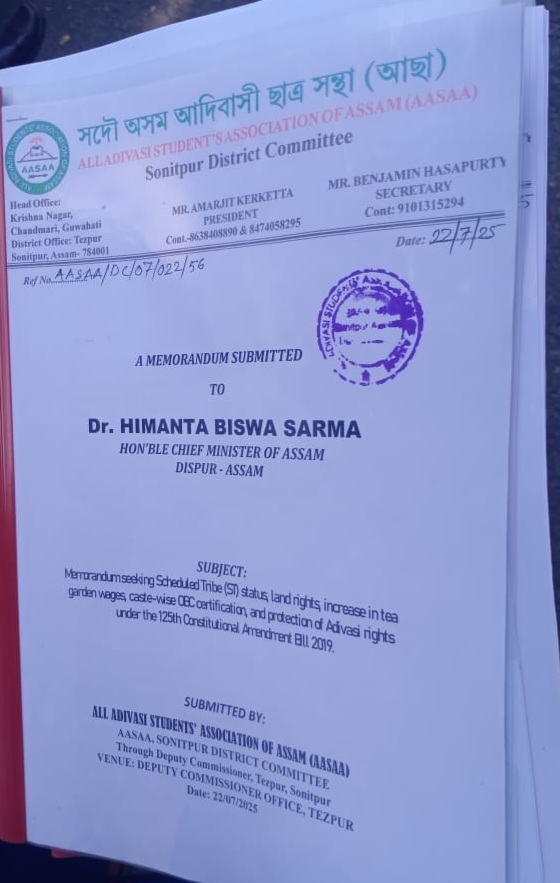 সদৌ অসম আদিবাসী ছাত্ৰ সন্থা (আছা)
ALL ADIVASI STUDENT'S ASSOCIATION OF ASSAM (AASAA)
Sonitpur District Committee
AASAA
Head Office:
Krishna Nagar,
Chandmari, Guwahati
District Office: Tezpur
Sonitpur, Assam- 784001
MR. AMARJIT KERKETTA
PRESIDENT
Cont.-8638408890 & 8474058295
MR. BENJAMIN HASAPURTY
SECRETARY
Cont: 9101315294
Ref No. AASAA/DC/07/022/56
Date: 22/7/25
A MEMORANDUM SUBMITTED
TO
Dr. HIMANTA BISWA SARMA
HON'BLE CHIEF MINISTER OF ASSAM
DISPUR - ASSAM
SUBJECT:
Memorandum seeking Scheduled Tribe (ST) status, land rights, increase in tea
garden wages, caste-wise OBC certification, and protection of Adivasi rights
under the 125th Constitutional Amendment Bill 2019.
SUBMITTED BY:
ALL ADIVASI STUDENTS' ASSOCIATION OF ASSAM (AASAA)
AASAA, SONITPUR DISTRICT COMMITTEE
Through Deputy Commissioner, Tezpur, Sonitpur
VENUE: DEPUTY COMMISSIONER OFFICE, TEZPUR
Date: 22/07/2025